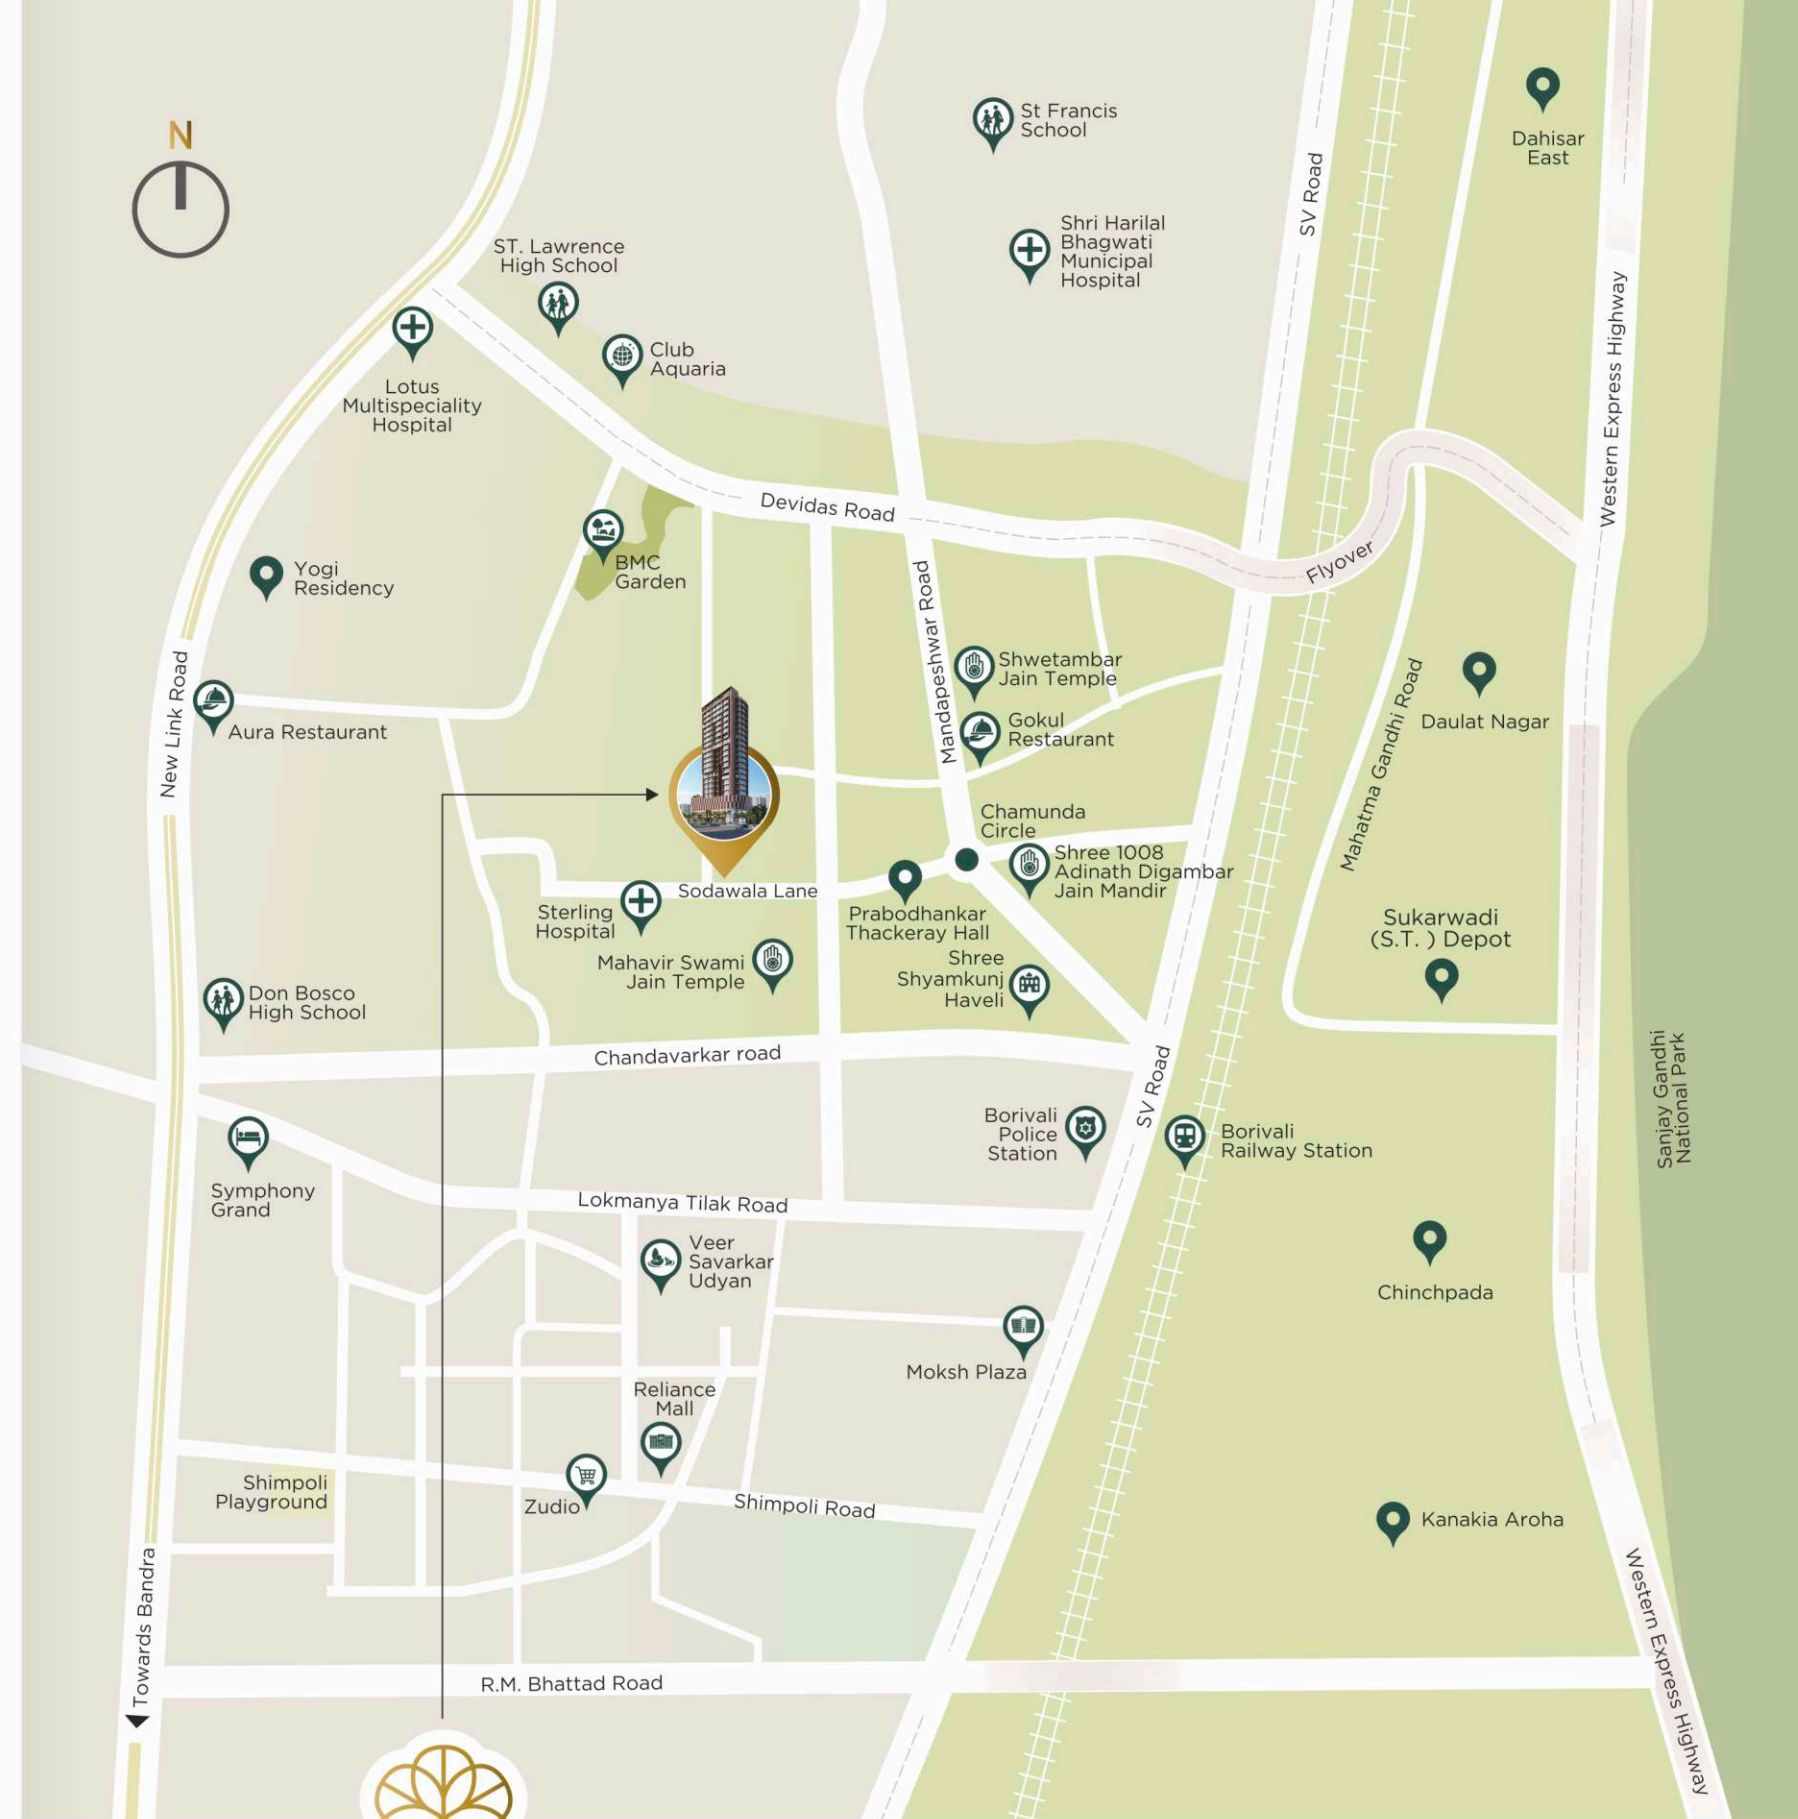 N
St Francis
School
Dahisar
East
SV Road
Shri Harilal
Bhagwati
Municipal
Hospital
ST. Lawrence
High School
Club
Aquaria
Lotus
Multispeciality
Hospital
Western Express Highway
Devidas Road
Flyover
BMC
Garden
Yogi
Residency
Mandapeshwar Road
Shwetambar
Jain Temple
New Link Road
Aura Restaurant
Gokul
Restaurant
Mahatma Gandhi Road
Daulat Nagar
Chamunda
Circle
Shree 1008
Adinath Digambar
Jain Mandir
Sodawala Lane
Sterling
Hospital
Prabodhankar
Thackeray Hall
Sukarwadi
(S.T. ) Depot
Mahavir Swami
Jain Temple
Shree
Shyamkunj
Haveli
Don Bosco
High School
Chandavarkar road
SV Road
Sanjay Gandhi
National Park
Borivali
Police
Station
Borivali
Railway Station
Symphony
Grand
Lokmanya Tilak Road
Veer
Savarkar
Udyan
Chinchpada
Moksh Plaza
Reliance
Mall
Shimpoli
Playground
Zudio
Shimpoli Road
Kanakia Aroha
Towards Bandra
Western Express Highway
R.M. Bhattad Road